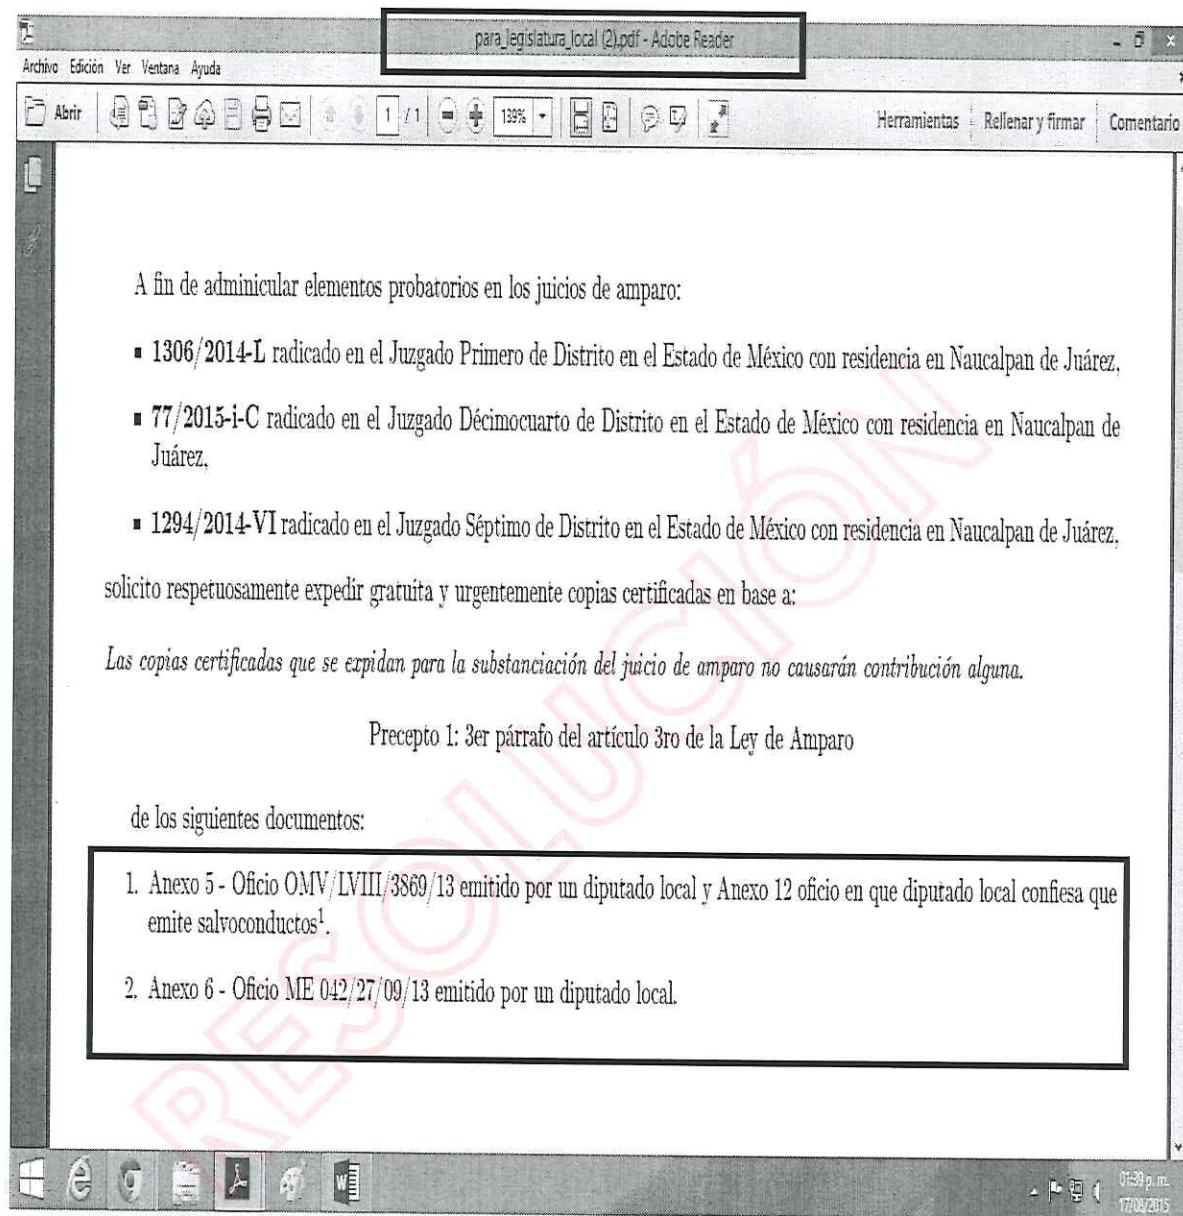 para_legislatura_local (2).pdf - Adobe Reader
Archivo Edición Ver Ventana Ayuda
Abrir 1 / 1 139% Herramientas Rellenar y firmar Comentario
A fin de adminicular elementos probatorios en los juicios de amparo:
▪ 1306/2014-L radicado en el Juzgado Primero de Distrito en el Estado de México con residencia en Naucalpan de Juárez,
▪ 77/2015-i-C radicado en el Juzgado Décimocuarto de Distrito en el Estado de México con residencia en Naucalpan de
Juárez,
▪ 1294/2014-VI radicado en el Juzgado Séptimo de Distrito en el Estado de México con residencia en Naucalpan de Juárez,
solicito respetuosamente expedir gratuita y urgentemente copias certificadas en base a:
Las copias certificadas que se expidan para la substanciación del juicio de amparo no causarán contribución alguna.
Precepto 1: 3er párrafo del artículo 3ro de la Ley de Amparo
de los siguientes documentos:
1. Anexo 5 - Oficio OMV/LVIII/3869/13 emitido por un diputado local y Anexo 12 oficio en que diputado local confiesa que
emite salvoconductos¹.
2. Anexo 6 - Oficio ME 042/27/09/13 emitido por un diputado local.
RESOLUCIÓN
01:39 p. m.
17/08/2015